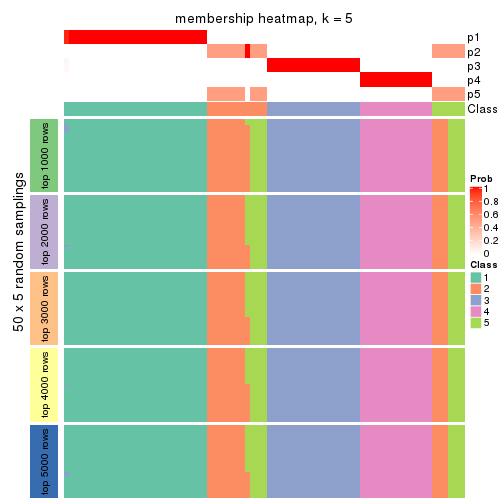 membership heatmap, k = 5
p1
p2
p3
p4
p5
Class
50 x 5 random samplings
top 1000 rows
top 2000 rows
top 3000 rows
top 4000 rows
top 5000 rows
Prob
1
0.8
0.6
0.4
0.2
0
Class
1
2
3
4
5